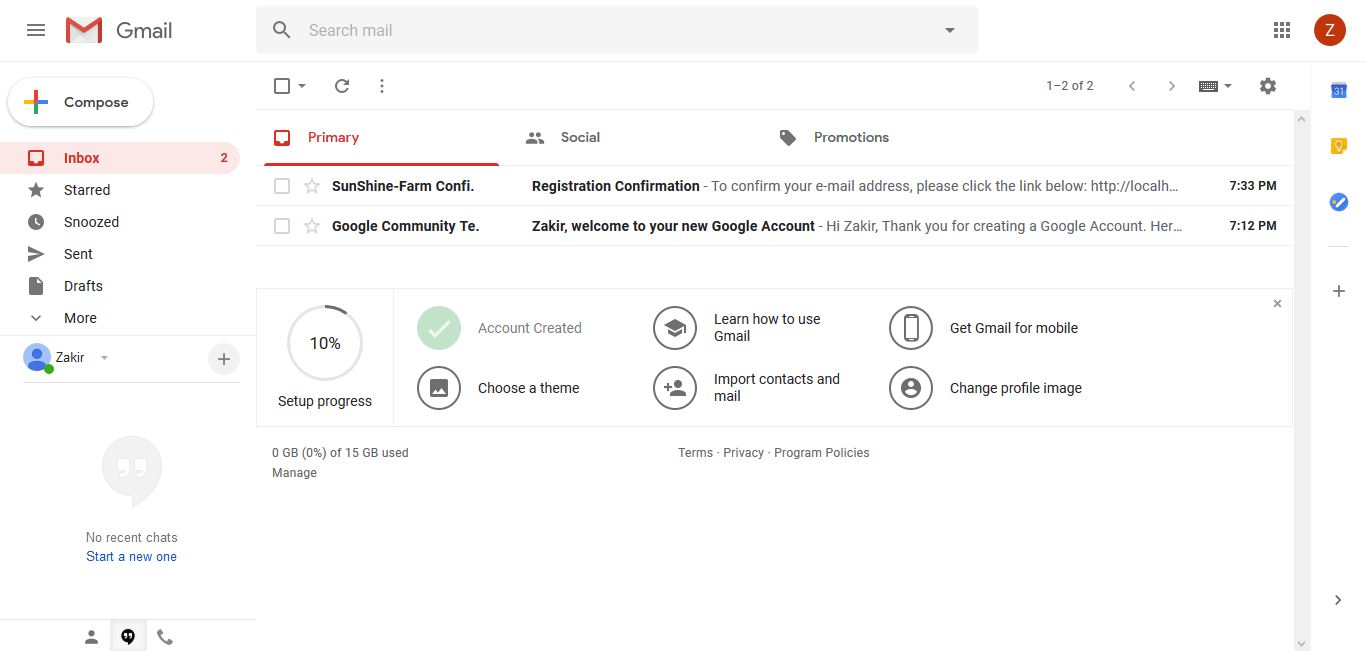 Gmail
Search mail
Z
Compose
1–2 of 2
31
Primary
Social
Promotions
Inbox 2
Starred
Snoozed
Sent
Drafts
More
SunShine-Farm Confi. Registration Confirmation - To confirm your e-mail address, please click the link below: http://localh... 7:33 PM
Google Community Te. Zakir, welcome to your new Google Account - Hi Zakir, Thank you for creating a Google Account. Her... 7:12 PM
Zakir
10%
Setup progress
Account Created
Learn how to use
Gmail
Get Gmail for mobile
Choose a theme
Import contacts and
mail
Change profile image
0 GB (0%) of 15 GB used
Manage
Terms · Privacy · Program Policies
No recent chats
Start a new one